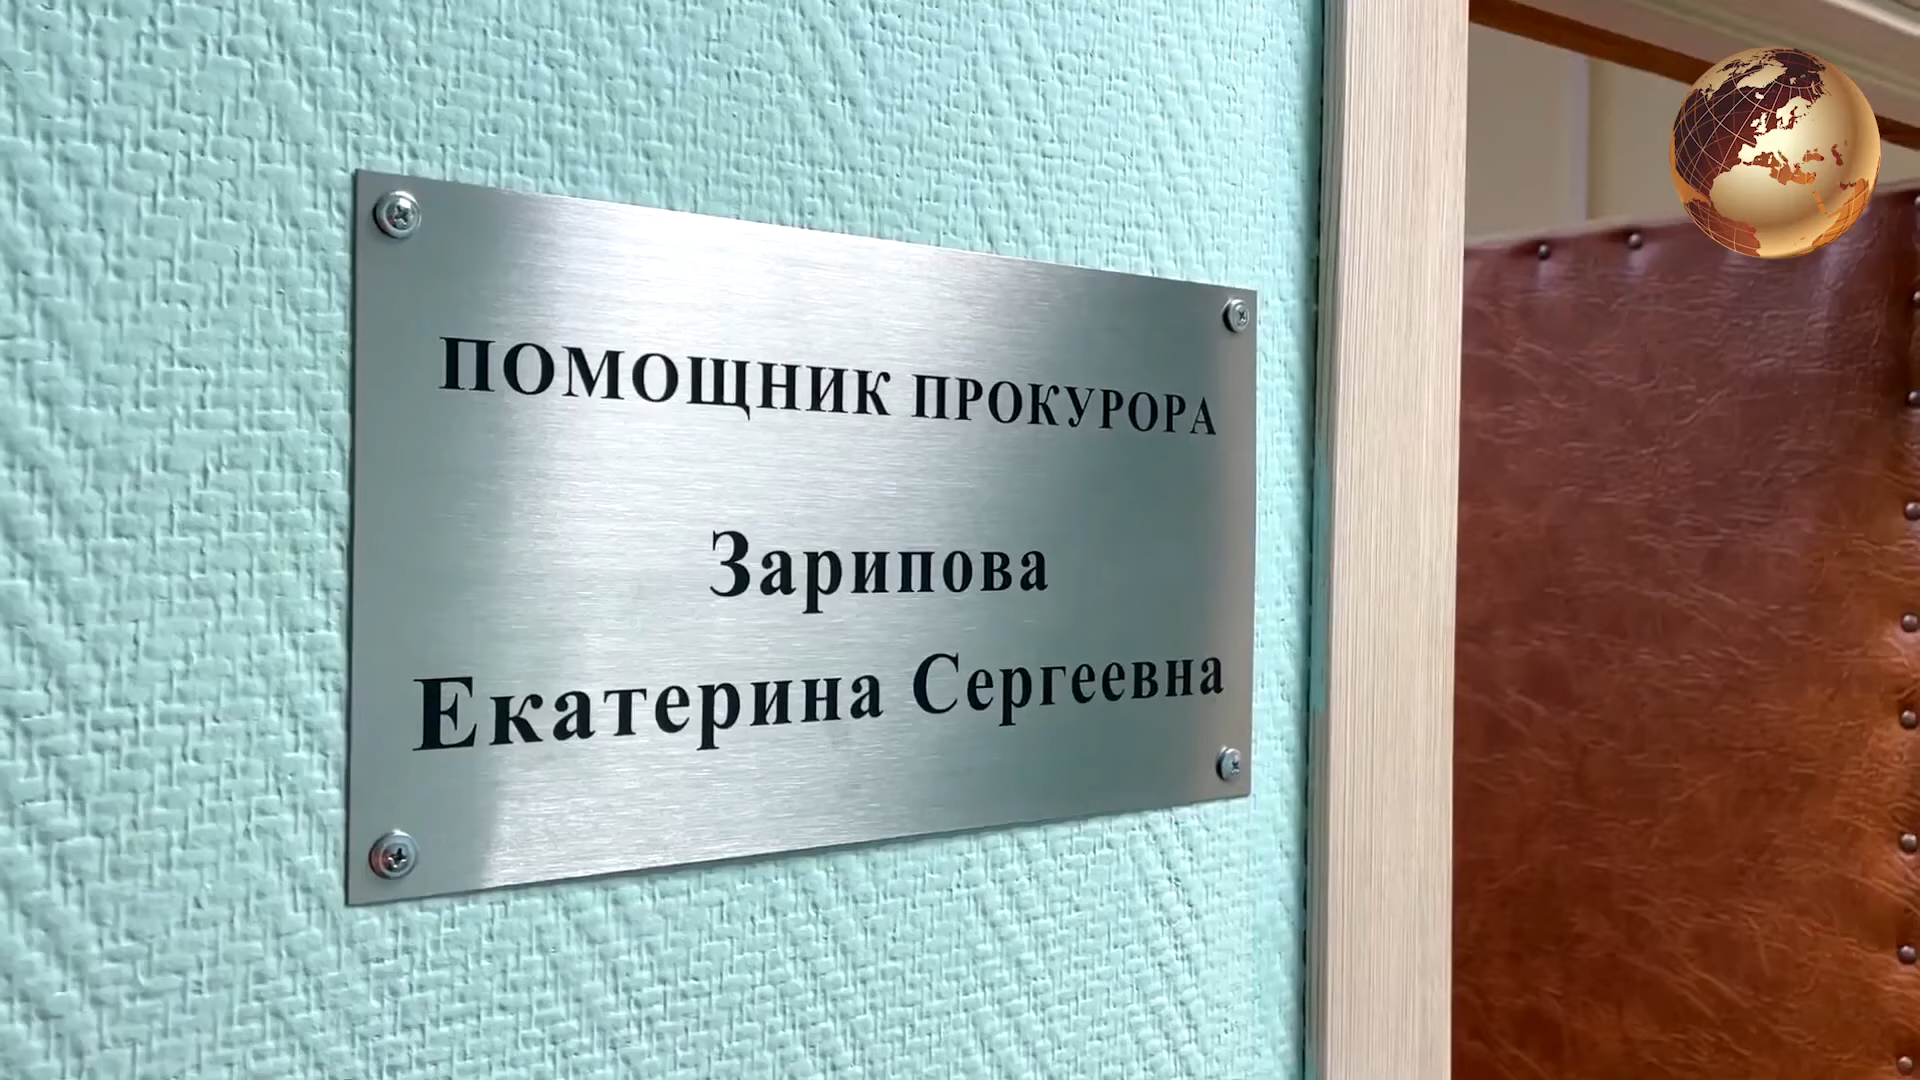 ПОМОЩНИК ПРОКУРОРА
Зарипова
Екатерина Сергеевна